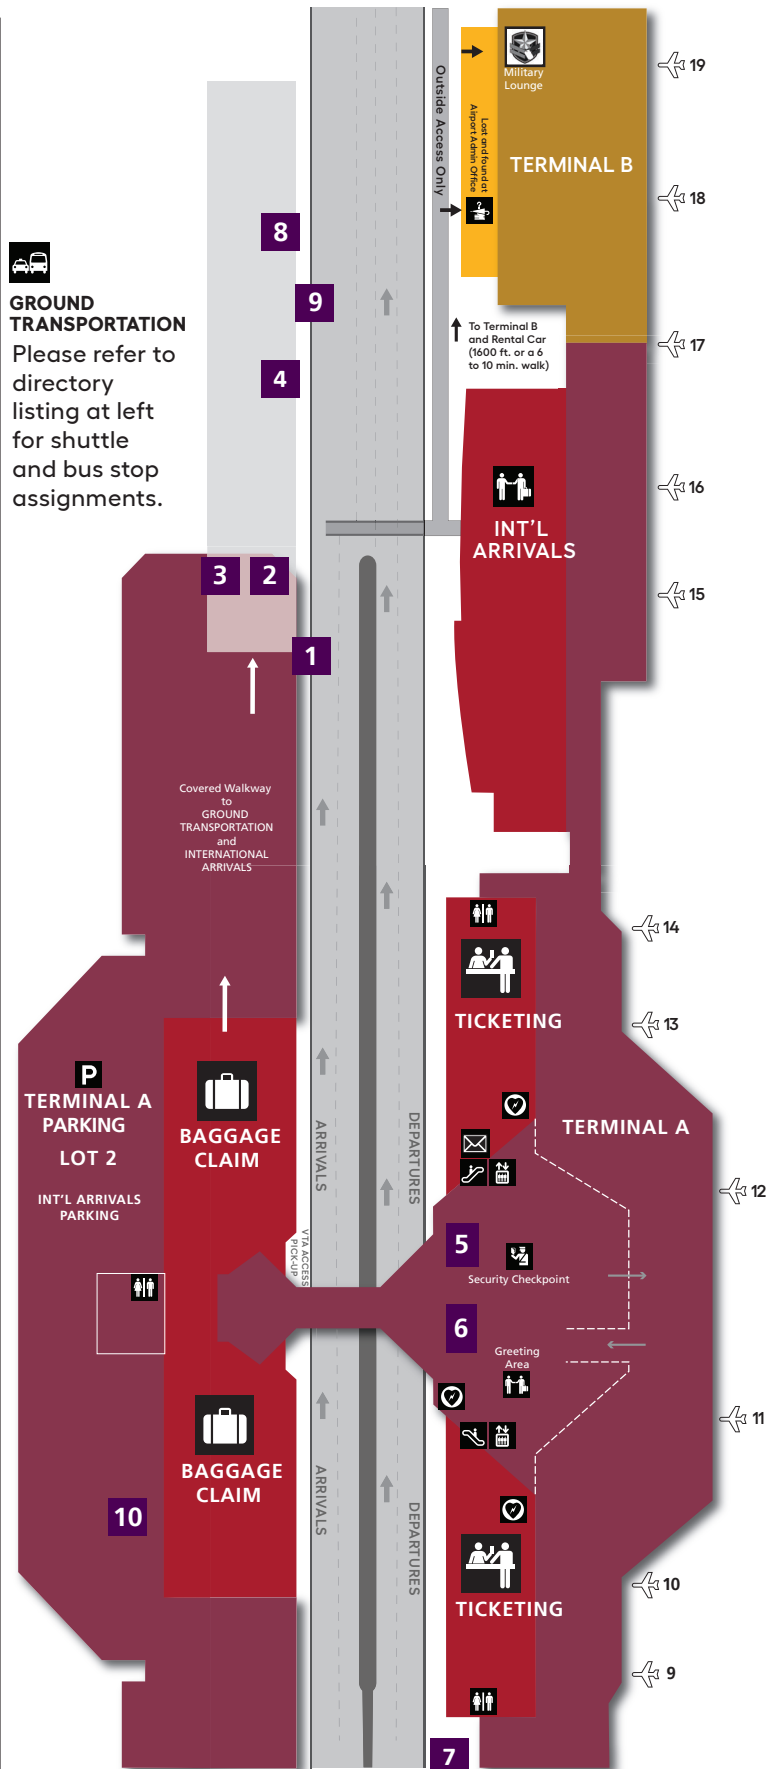 19
Military
Lounge
Outside Access Only
Lost and found at
Airport Admin Office
TERMINAL B
18
8
GROUND
TRANSPORTATION
Please refer to
directory
listing at left
for shuttle
and bus stop
assignments.
9
To Terminal B
and Rental Car
(1600 ft. or a 6
to 10 min. walk)
17
4
16
INT'L
ARRIVALS
3
2
15
1
Covered Walkway
to
GROUND
TRANSPORTATION
and
INTERNATIONAL
ARRIVALS
14
TICKETING
13
P
TERMINAL A
PARKING
LOT 2
INT'L ARRIVALS
PARKING
BAGGAGE
CLAIM
ARRIVALS
DEPARTURES
TERMINAL A
12
VTA ACCESS
PICK-UP
5
Security Checkpoint
6
Greeting
Area
11
BAGGAGE
CLAIM
ARRIVALS
DEPARTURES
10
10
TICKETING
9
7